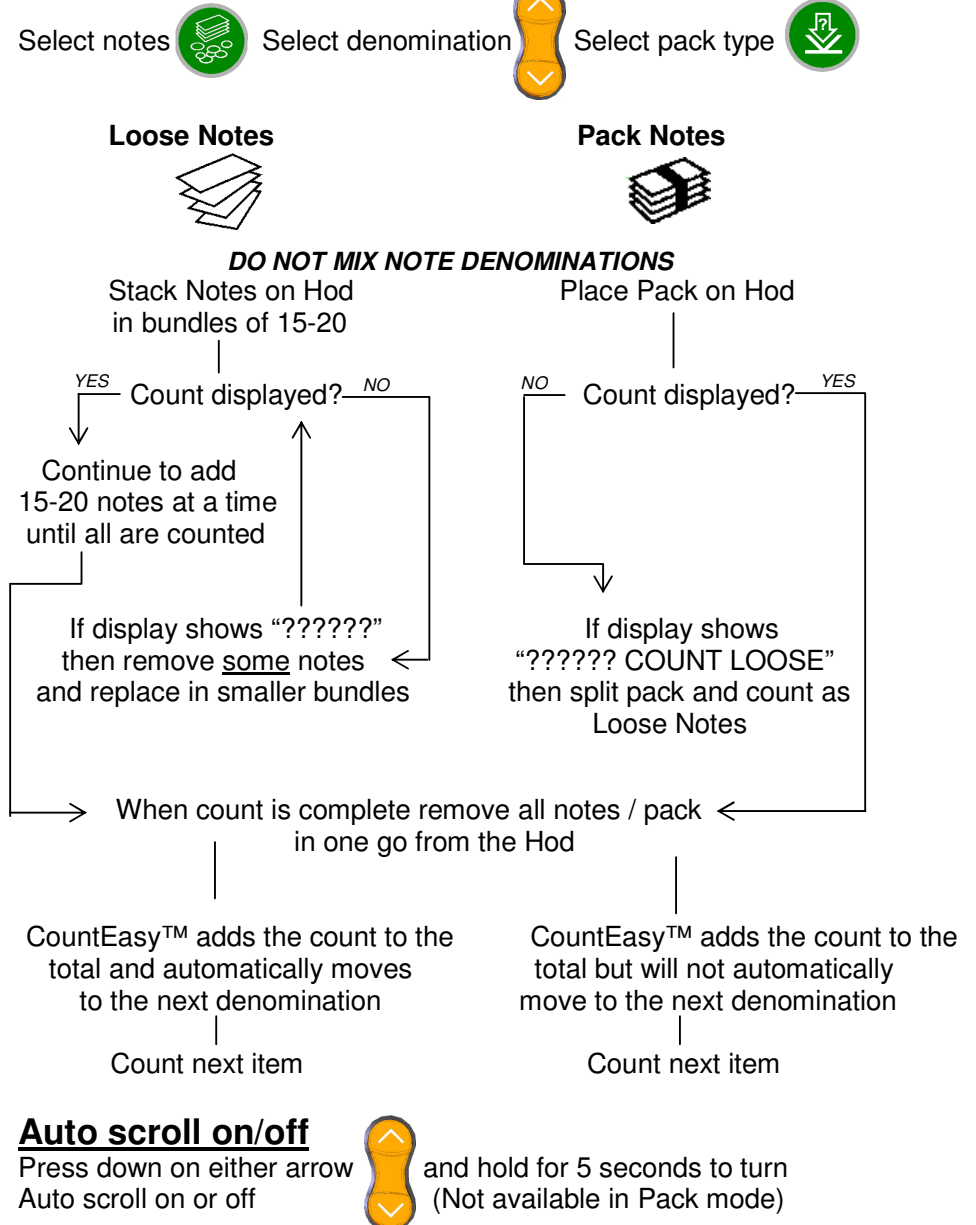 Select notes Select denomination Select pack type
Loose Notes
Pack Notes
DO NOT MIX NOTE DENOMINATIONS
Stack Notes on Hod
in bundles of 15-20
YES Count displayed? NO
Continue to add
15-20 notes at a time
until all are counted
If display shows “??????”
then remove some notes
and replace in smaller bundles
Place Pack on Hod
NO Count displayed? YES
If display shows
“?????? COUNT LOOSE”
then split pack and count as
Loose Notes
When count is complete remove all notes / pack
in one go from the Hod
CountEasy™ adds the count to the
total and automatically moves
to the next denomination
Count next item
CountEasy™ adds the count to the
total but will not automatically
move to the next denomination
Count next item
Auto scroll on/off
Press down on either arrow and hold for 5 seconds to turn
Auto scroll on or off (Not available in Pack mode)